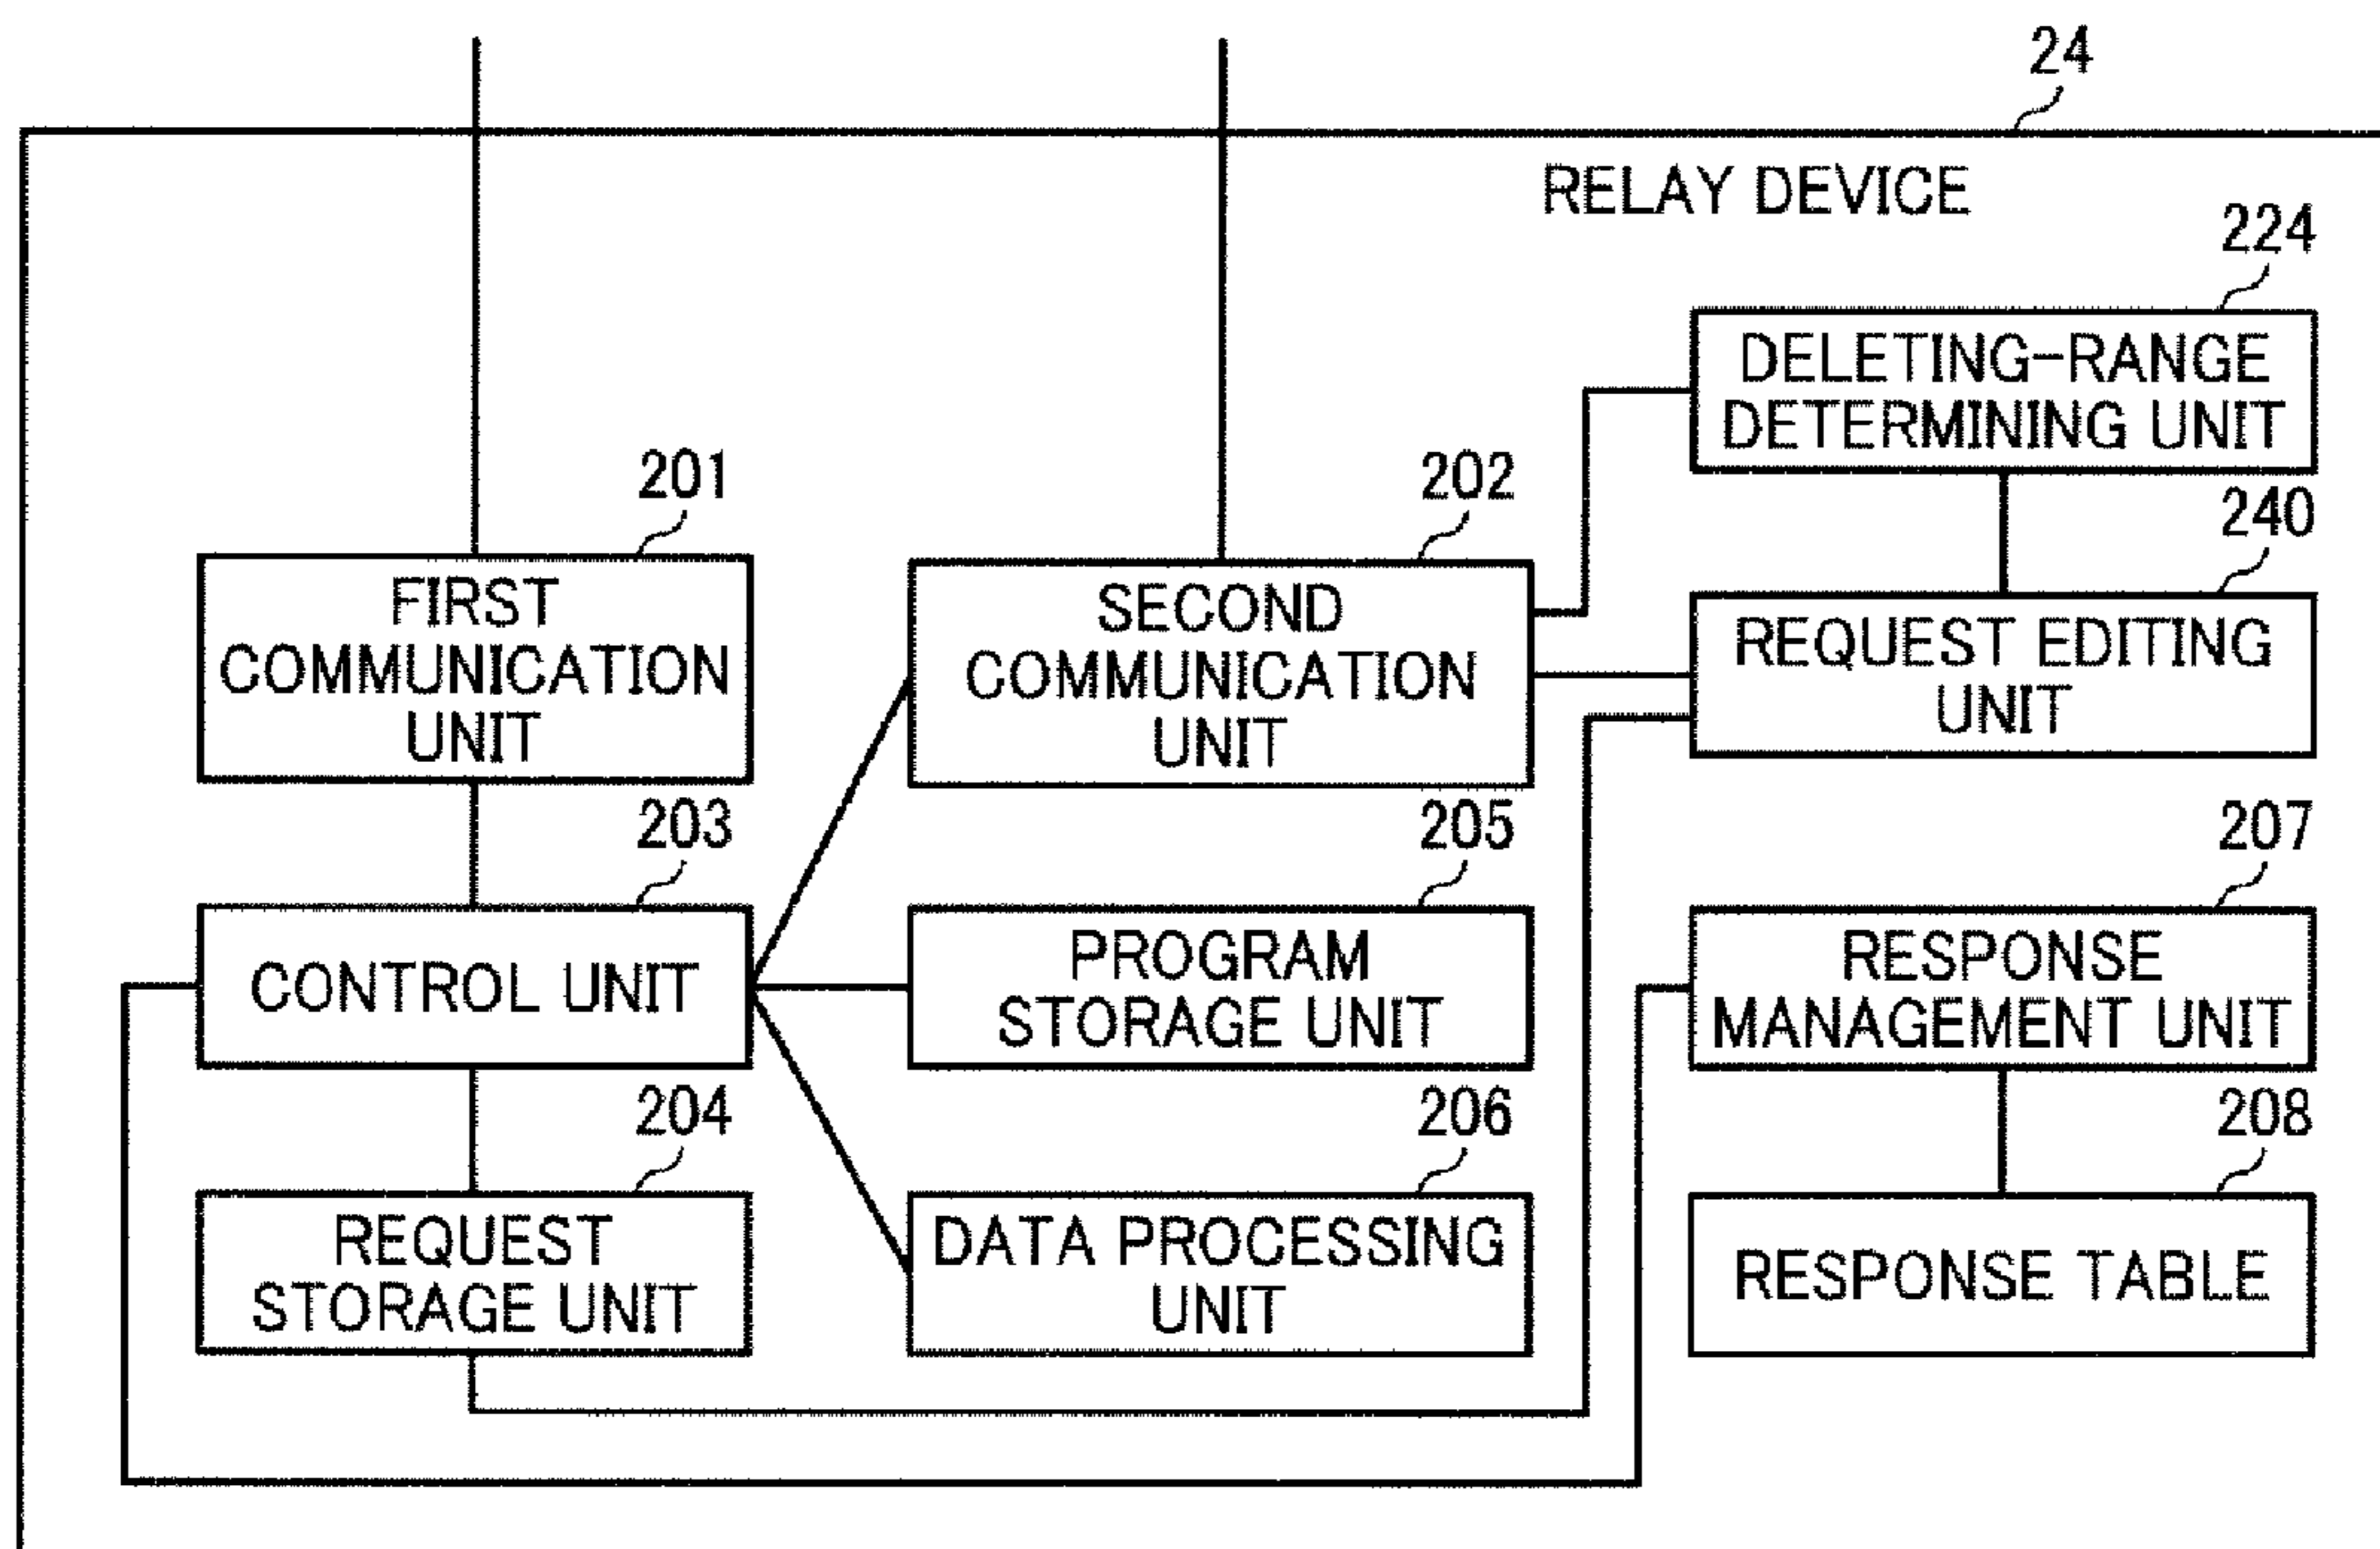 24
RELAY DEVICE
224
DELETING-RANGE
DETERMINING UNIT
201
FIRST
COMMUNICATION
UNIT
202
SECOND
COMMUNICATION
UNIT
240
REQUEST EDITING
UNIT
203
CONTROL UNIT
205
PROGRAM
STORAGE UNIT
207
RESPONSE
MANAGEMENT UNIT
204
REQUEST
STORAGE UNIT
206
DATA PROCESSING
UNIT
208
RESPONSE TABLE